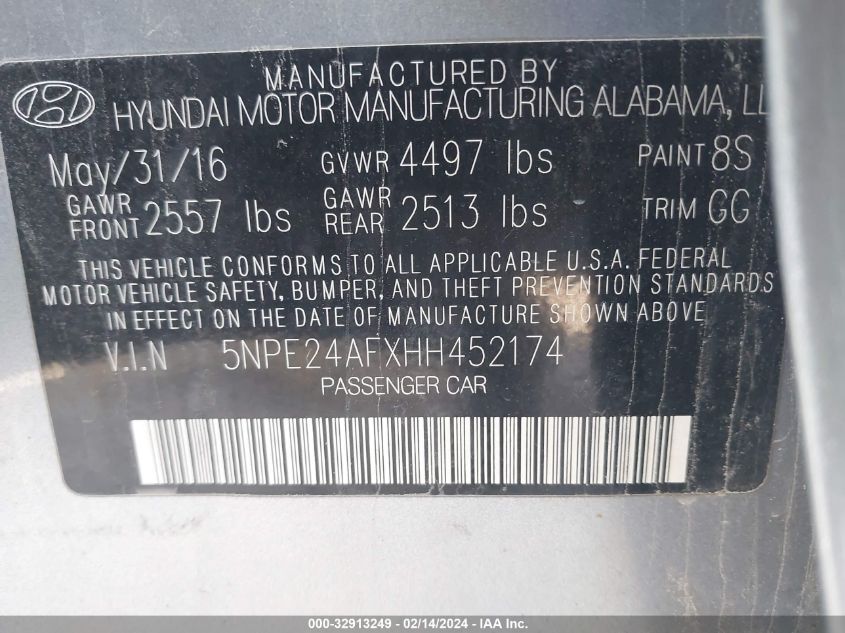 MANUFACTURED BY
HYUNDAI MOTOR MANUFACTURING ALABAMA, LL
May/31/16 GVWR 4497 lbs PAINT 8S
GAWR FRONT 2557 lbs GAWR REAR 2513 lbs TRIM GG
THIS VEHICLE CONFORMS TO ALL APPLICABLE U.S.A. FEDERAL
MOTOR VEHICLE SAFETY, BUMPER, AND THEFT PREVENTION STANDARDS
IN EFFECT ON THE DATE OF MANUFACTURE SHOWN ABOVE
V.I.N 5NPE24AFXHH452174
PASSENGER CAR
000-32913249 - 02/14/2024 - IAA Inc.